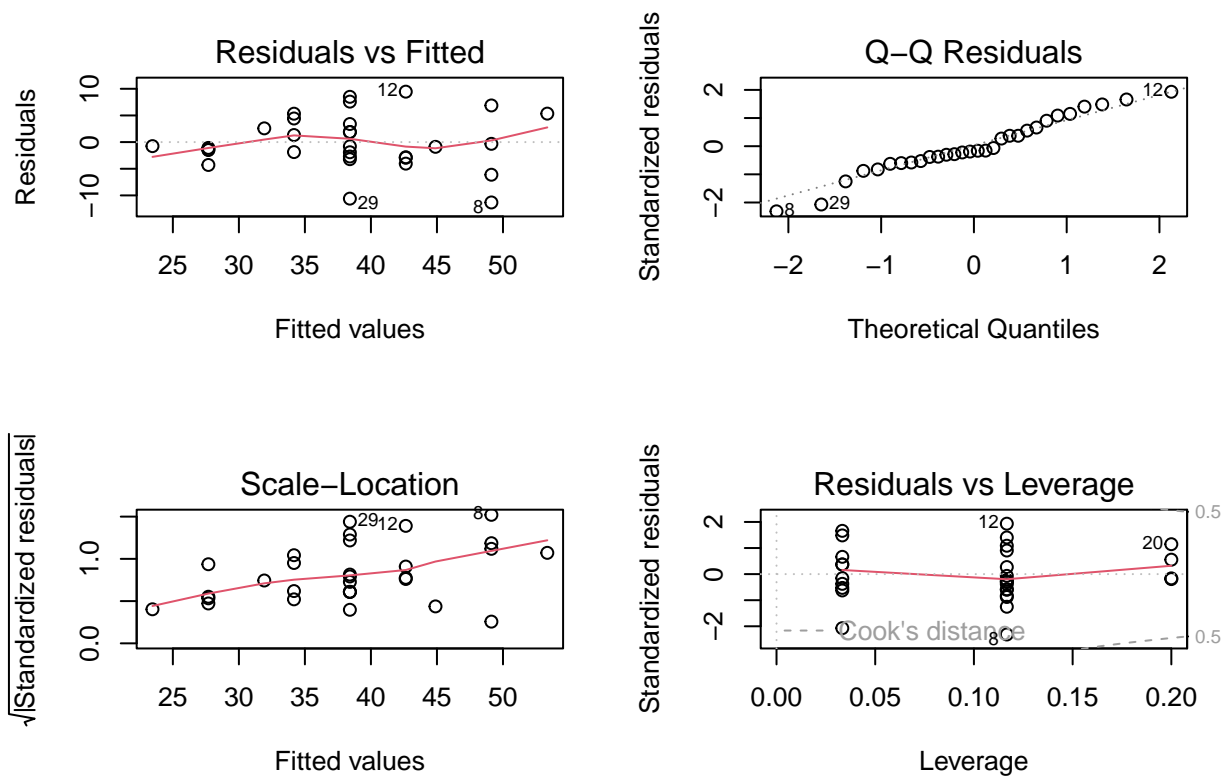 Residuals vs Fitted
Residuals
10
0
−10
12
29
8
25 30 35 40 45 50
Fitted values
Q−Q Residuals
Standardized residuals
2
0
−2
12
8
29
−2 −1 0 1 2
Theoretical Quantiles
Scale−Location
√|Standardized residuals|
1.0
0.0
29
12
8
25 30 35 40 45 50
Fitted values
Residuals vs Leverage
Standardized residuals
2
0
−2
12
20
8
0.5
0.5
Cook's distance
0.00 0.05 0.10 0.15 0.20
Leverage